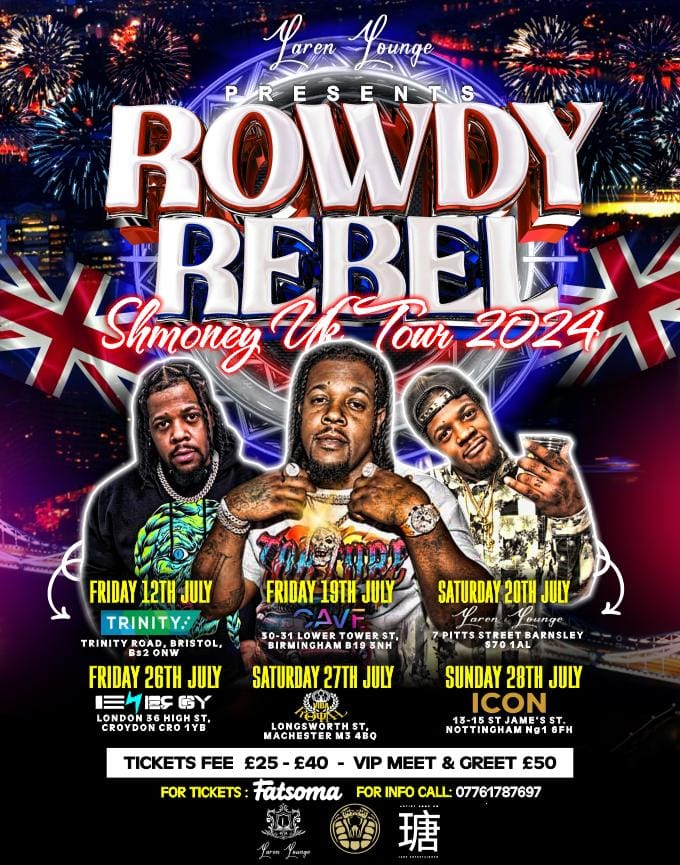 Laren Lounge
PRESENTS
ROWDY
REBEL
Shmoney Uk Tour 2024
FRIDAY 12TH JULY
TRINITY
TRINITY ROAD, BRISTOL,
BS2 0NW
FRIDAY 19TH JULY
CAVE
30-31 LOWER TOWER ST,
BIRMINGHAM B19 3NH
SATURDAY 20TH JULY
Laren Lounge
7 PITTS STREET BARNSLEY
S70 1AL
FRIDAY 26TH JULY
ENERGY
LONDON 36 HIGH ST,
CROYDON CR0 1YB
SATURDAY 27TH JULY
LONGSWORTH ST,
MACHESTER M3 4BQ
SUNDAY 28TH JULY
ICON
13-15 ST JAME'S ST.
NOTTINGHAM Ng1 6FH
TICKETS FEE £25 - £40 - VIP MEET & GREET £50
FOR TICKETS : Fatsoma FOR INFO CALL: 07761787697
Laren Lounge
瑭